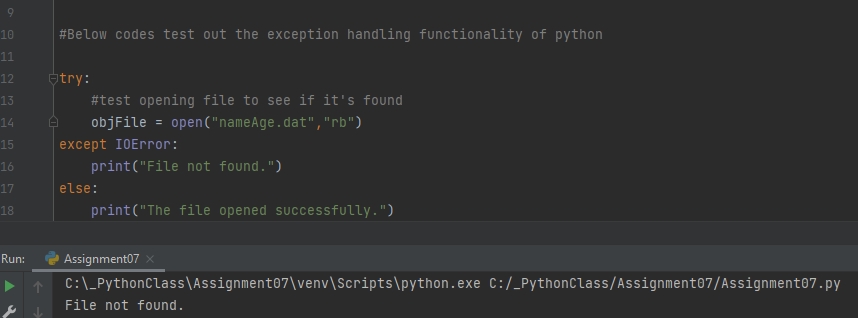 9
10 #Below codes test out the exception handling functionality of python
11
12 try:
13 #test opening file to see if it's found
14 objFile = open("nameAge.dat","rb")
15 except IOError:
16 print("File not found.")
17 else:
18 print("The file opened successfully.")
Run: Assignment07
C:\_PythonClass\Assignment07\venv\Scripts\python.exe C:/_PythonClass/Assignment07/Assignment07.py
File not found.